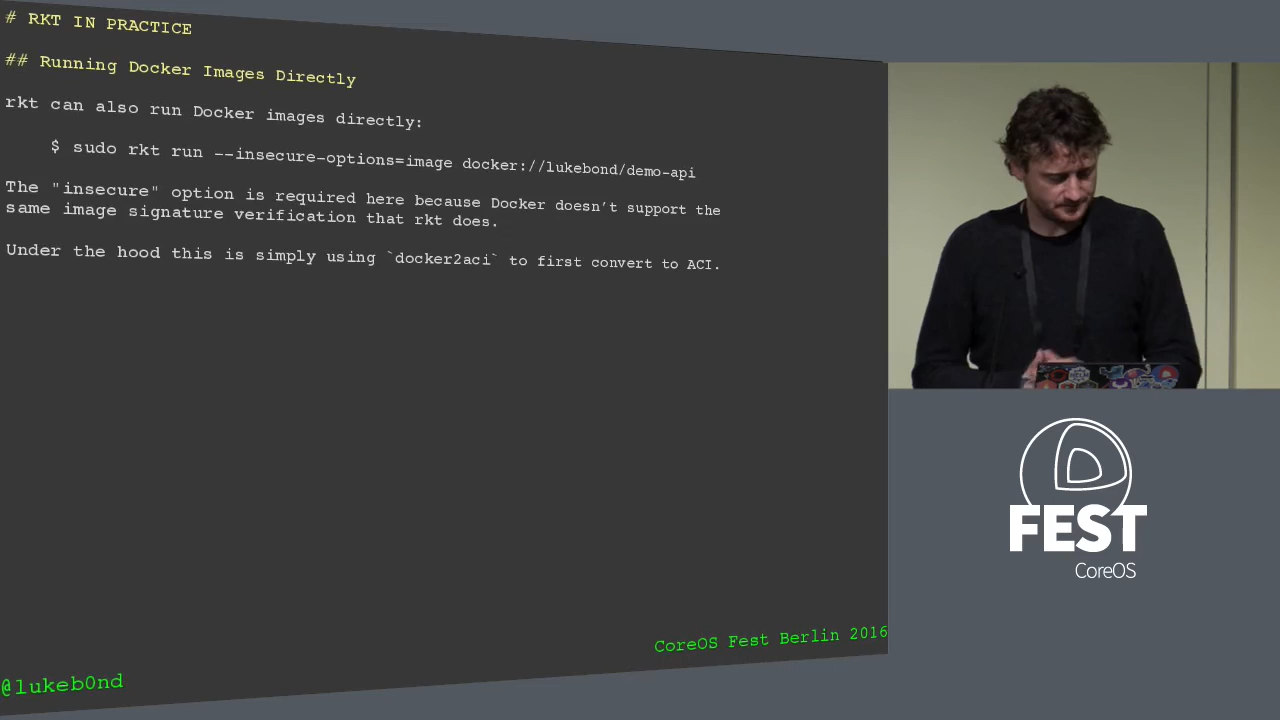 # RKT IN PRACTICE
## Running Docker Images Directly
rkt can also run Docker images directly:
$ sudo rkt run --insecure-options=image docker://lukebond/demo-api
The "insecure" option is required here because Docker doesn't support the
same image signature verification that rkt does.
Under the hood this is simply using `docker2aci` to first convert to ACI.
CoreOS Fest Berlin 2016
@lukeb0nd
HELM
FEST
CoreOS